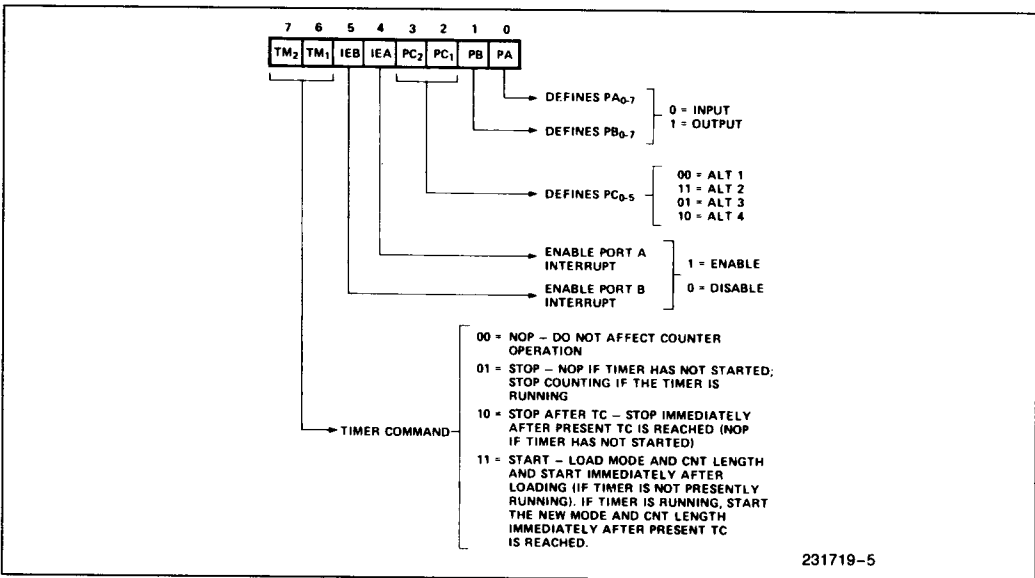 7 6 5 4 3 2 1 0
TM₂ TM₁ IEB IEA PC₂ PC₁ PB PA
DEFINES PA₀₋₇
0 = INPUT
1 = OUTPUT
DEFINES PB₀₋₇
DEFINES PC₀₋₅
00 = ALT 1
11 = ALT 2
01 = ALT 3
10 = ALT 4
ENABLE PORT A
INTERRUPT
ENABLE PORT B
INTERRUPT
1 = ENABLE
0 = DISABLE
TIMER COMMAND
00 = NOP – DO NOT AFFECT COUNTER
OPERATION
01 = STOP – NOP IF TIMER HAS NOT STARTED;
STOP COUNTING IF THE TIMER IS
RUNNING
10 = STOP AFTER TC – STOP IMMEDIATELY
AFTER PRESENT TC IS REACHED (NOP
IF TIMER HAS NOT STARTED)
11 = START – LOAD MODE AND CNT LENGTH
AND START IMMEDIATELY AFTER
LOADING (IF TIMER IS NOT PRESENTLY
RUNNING). IF TIMER IS RUNNING, START
THE NEW MODE AND CNT LENGTH
IMMEDIATELY AFTER PRESENT TC
IS REACHED.
231719–5